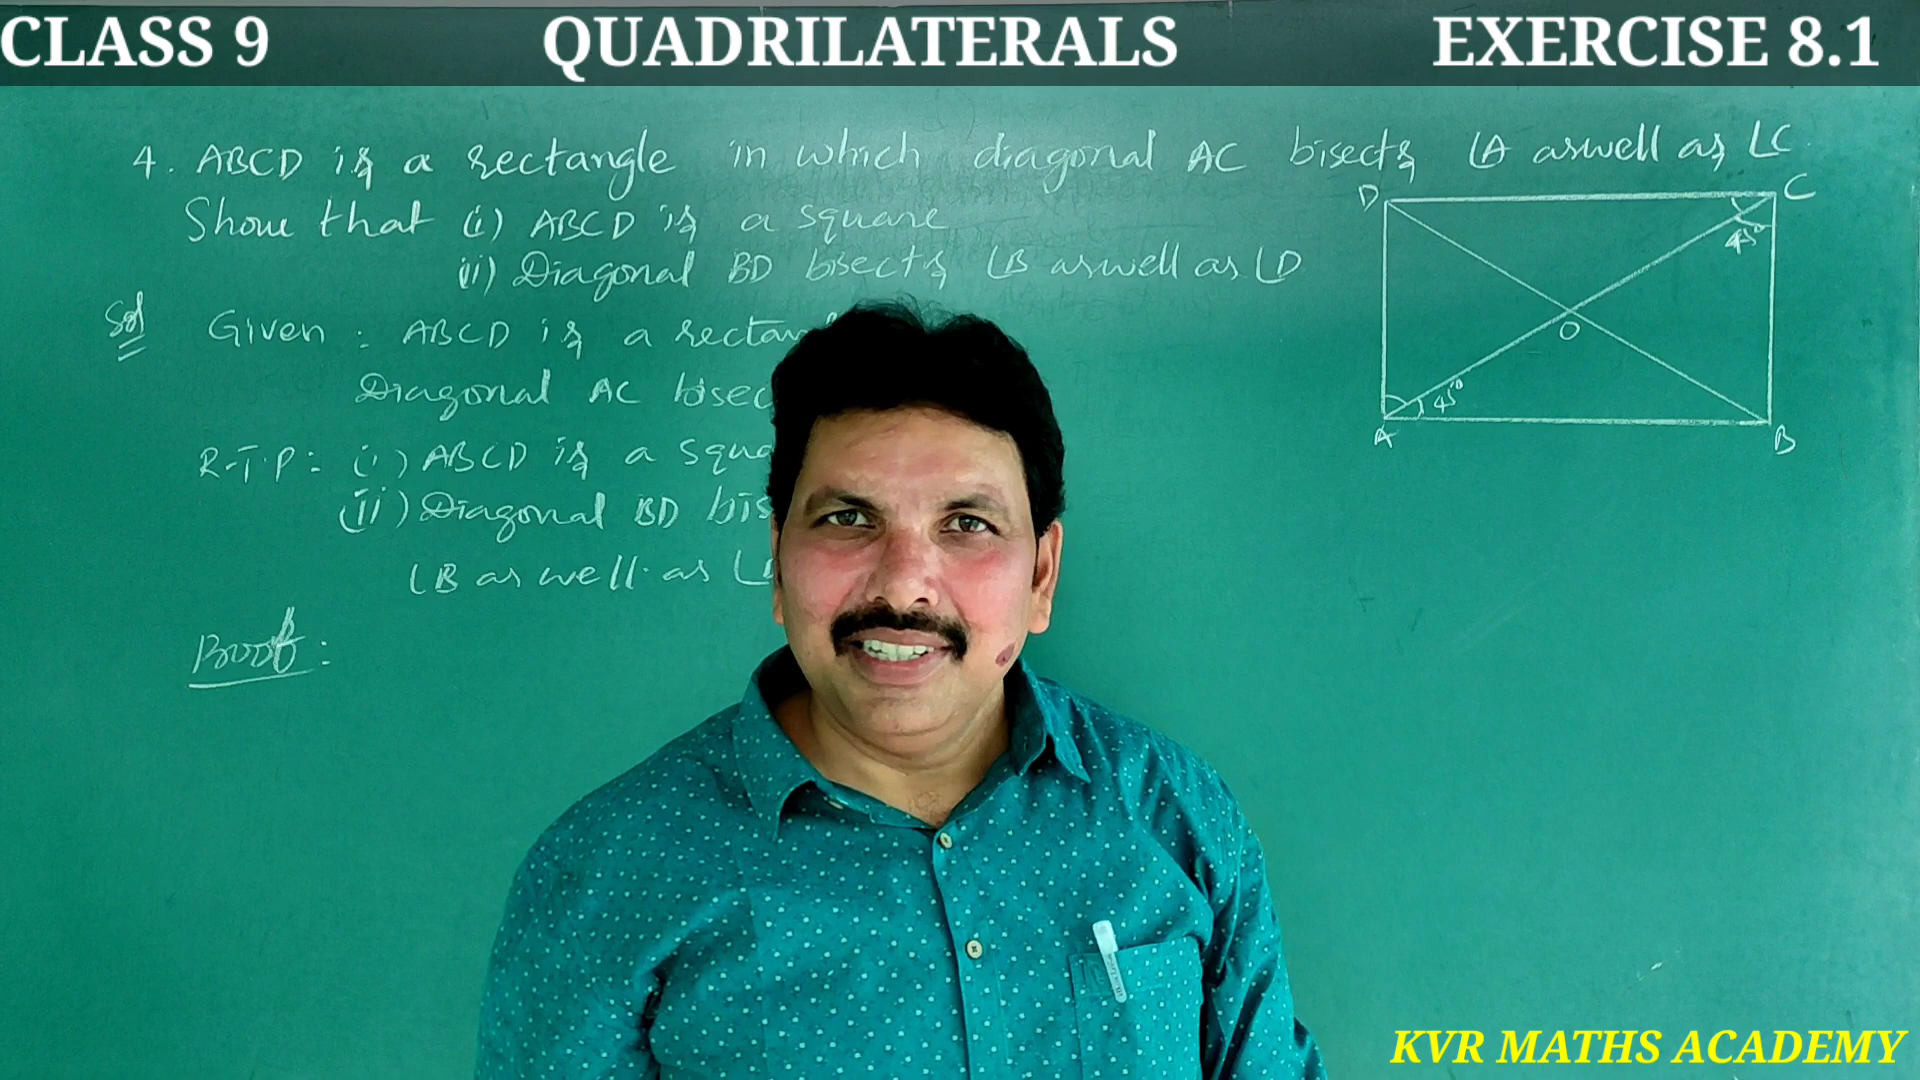 CLASS 9 QUADRILATERALS EXERCISE 8.1
4. ABCD is a rectangle in which diagonal AC bisects ∠A aswell as ∠C.
Show that (i) ABCD is a square
(ii) Diagonal BD bisects ∠B aswell as ∠D
Sol Given : ABCD is a rectan
Diagonal AC bisec
R.T.P: (i) ABCD is a squa
(ii) Diagonal BD bis
∠B as well as ∠D
Proof :
D C
45°
O
45°
A B
KVR MATHS ACADEMY